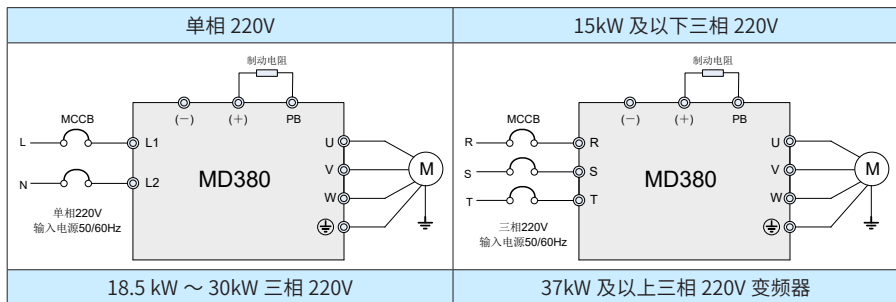 单相 220V
15kW 及以下三相 220V
制动电阻
MCCB
(−)
(+)
PB
L
L1
U
V
MD380
M
N
L2
W
单相220V
输入电源50/60Hz
制动电阻
MCCB
(−)
(+)
PB
R
R
U
S
S
V
MD380
M
T
T
W
三相220V
输入电源50/60Hz
18.5 kW ～ 30kW 三相 220V
37kW 及以上三相 220V 变频器